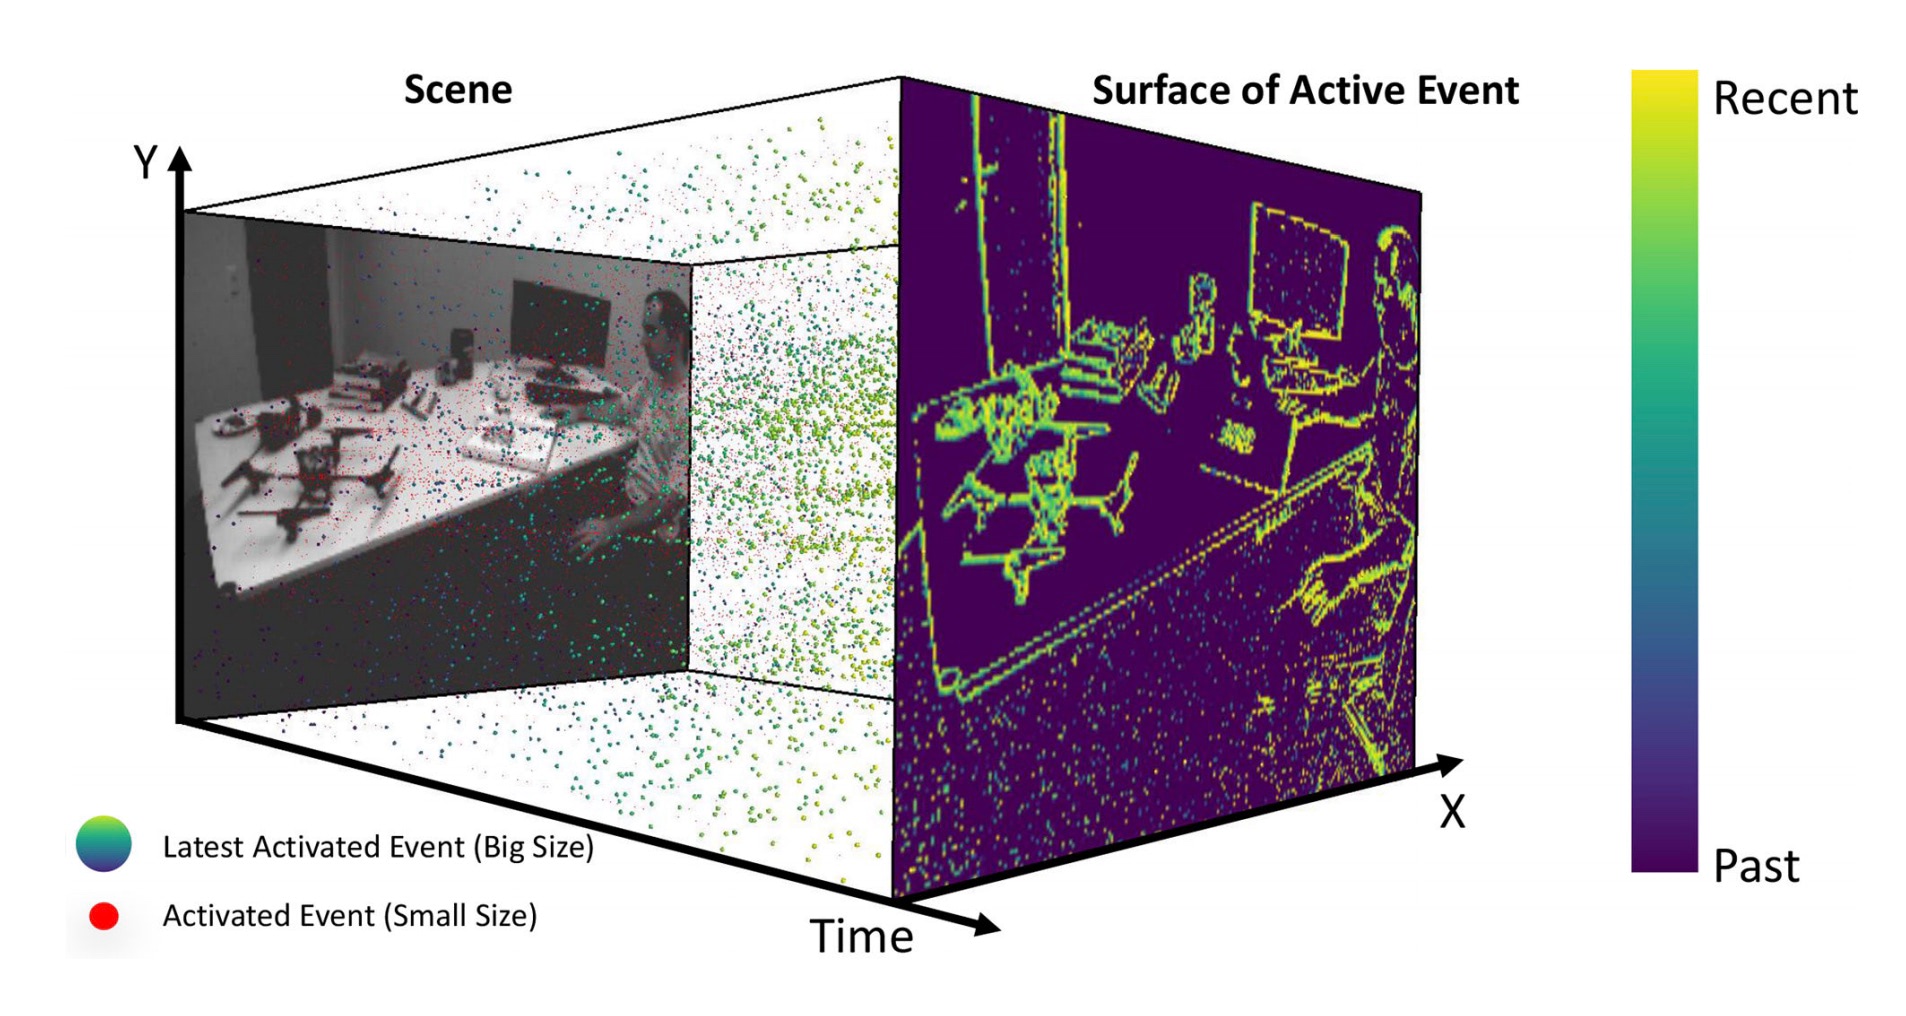 Scene
Surface of Active Event
Recent
Y
X
Latest Activated Event (Big Size)
Past
Activated Event (Small Size)
Time